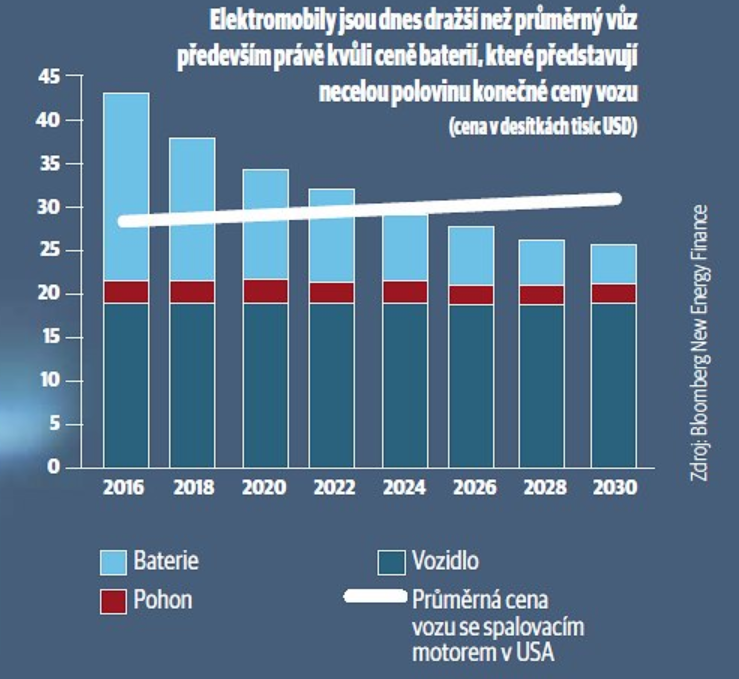 Elektromobily jsou dnes dražší než průměrný vůz
především právě kvůli ceně baterií, které představují
necelou polovinu konečné ceny vozu
(cena v desítkách tisíc USD)
45
40
35
30
25
20
15
10
5
0
2016 2018 2020 2022 2024 2026 2028 2030
Zdroj: Bloomberg New Energy Finance
Baterie
Pohon
Vozidlo
Průměrná cena
vozu se spalovacím
motorem v USA